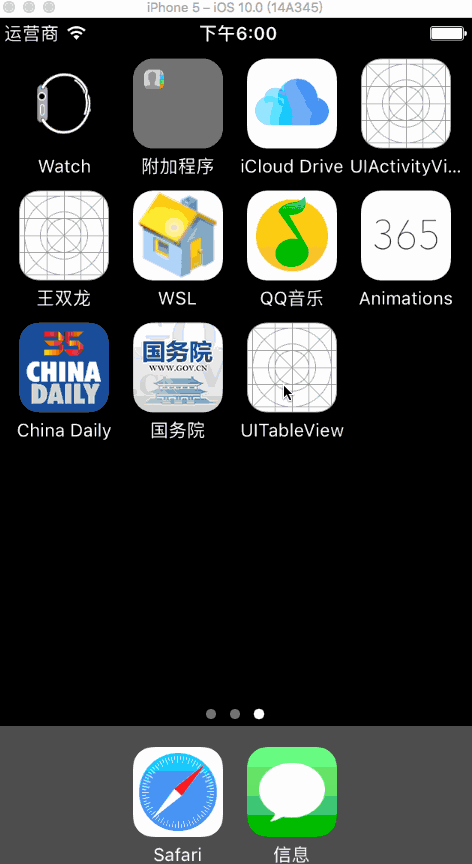 iPhone 5 – iOS 10.0 (14A345)
运营商 下午6:00
Watch 附加程序 iCloud Drive UIActivityVi...
365
王双龙 WSL QQ音乐 Animations
35
CHINA
DAILY
国务院
WWW.GOV.CN
China Daily 国务院 UITableView
Safari 信息